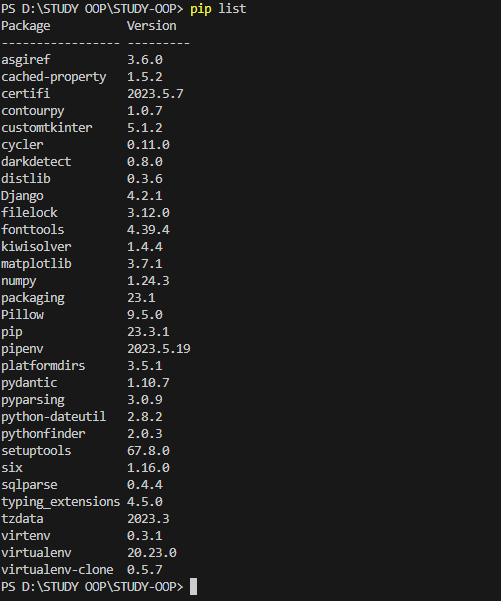 PS D:\STUDY OOP\STUDY-OOP> pip list
Package Version
---------------- ---------
asgiref 3.6.0
cached-property 1.5.2
certifi 2023.5.7
contourpy 1.0.7
customtkinter 5.1.2
cycler 0.11.0
darkdetect 0.8.0
distlib 0.3.6
Django 4.2.1
filelock 3.12.0
fonttools 4.39.4
kiwisolver 1.4.4
matplotlib 3.7.1
numpy 1.24.3
packaging 23.1
Pillow 9.5.0
pip 23.3.1
pipenv 2023.5.19
platformdirs 3.5.1
pydantic 1.10.7
pyparsing 3.0.9
python-dateutil 2.8.2
pythonfinder 2.0.3
setuptools 67.8.0
six 1.16.0
sqlparse 0.4.4
typing_extensions 4.5.0
tzdata 2023.3
virtenv 0.3.1
virtualenv 20.23.0
virtualenv-clone 0.5.7
PS D:\STUDY OOP\STUDY-OOP>